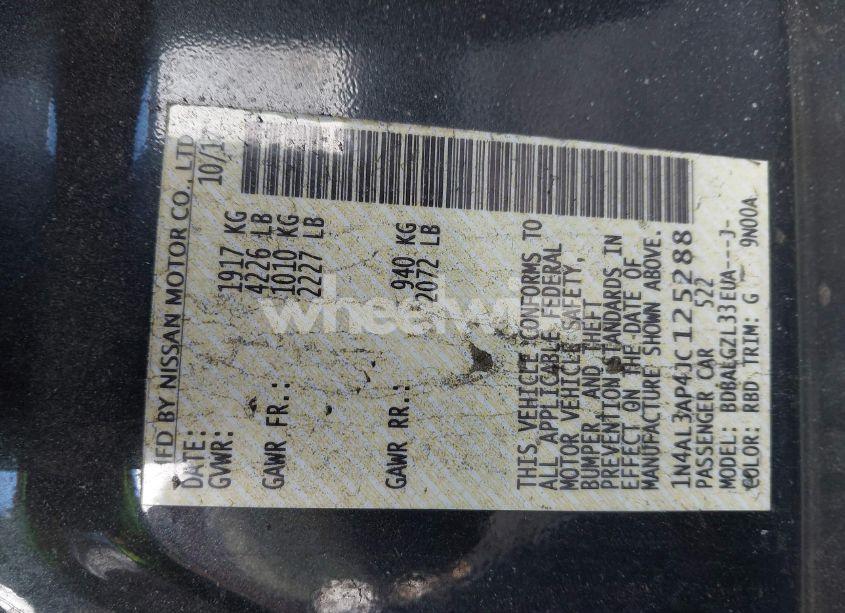 MFD BY NISSAN MOTOR CO., LTD
DATE: 10/17
GVWR: 1917 KG
4226 LB
GAWR FR.: 1010 KG
2227 LB
GAWR RR.: 940 KG
2072 LB
THIS VEHICLE CONFORMS TO
ALL APPLICABLE FEDERAL
MOTOR VEHICLE SAFETY,
BUMPER AND THEFT
PREVENTION STANDARDS IN
EFFECT ON THE DATE OF
MANUFACTURE SHOWN ABOVE.
1N4AL3AP4JC125288
PASSENGER CAR 522
MODEL: BDBALGZL33EUA---J-
COLOR: RBD TRIM: G 9N00A